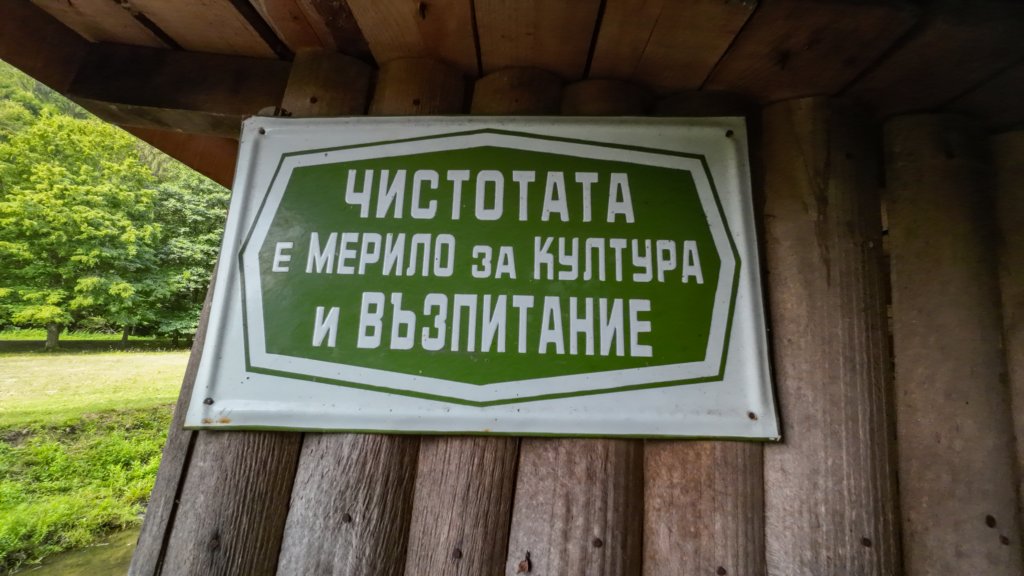 ЧИСТОТАТА
Е МЕРИЛО ЗА КУЛТУРА
И ВЪЗПИТАНИЕ